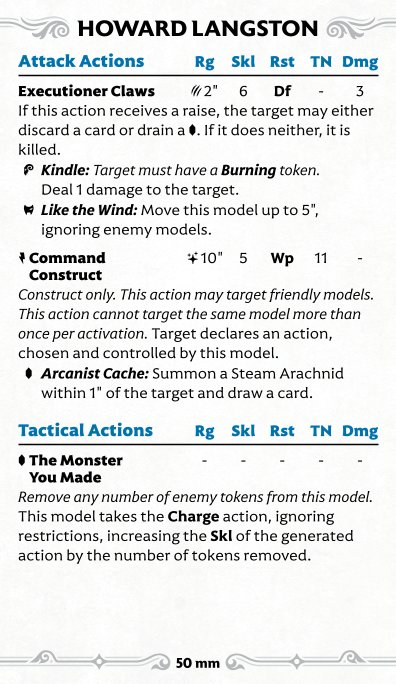 HOWARD LANGSTON
Attack Actions Rg Skl Rst TN Dmg
Executioner Claws 2" 6 Df - 3
If this action receives a raise, the target may either
discard a card or drain a . If it does neither, it is
killed.
Kindle: Target must have a Burning token.
Deal 1 damage to the target.
Like the Wind: Move this model up to 5",
ignoring enemy models.
Command 10" 5 Wp 11 -
Construct
Construct only. This action may target friendly models.
This action cannot target the same model more than
once per activation. Target declares an action,
chosen and controlled by this model.
Arcanist Cache: Summon a Steam Arachnid
within 1" of the target and draw a card.
Tactical Actions Rg Skl Rst TN Dmg
The Monster - - - - -
You Made
Remove any number of enemy tokens from this model.
This model takes the Charge action, ignoring
restrictions, increasing the Skl of the generated
action by the number of tokens removed.
50 mm